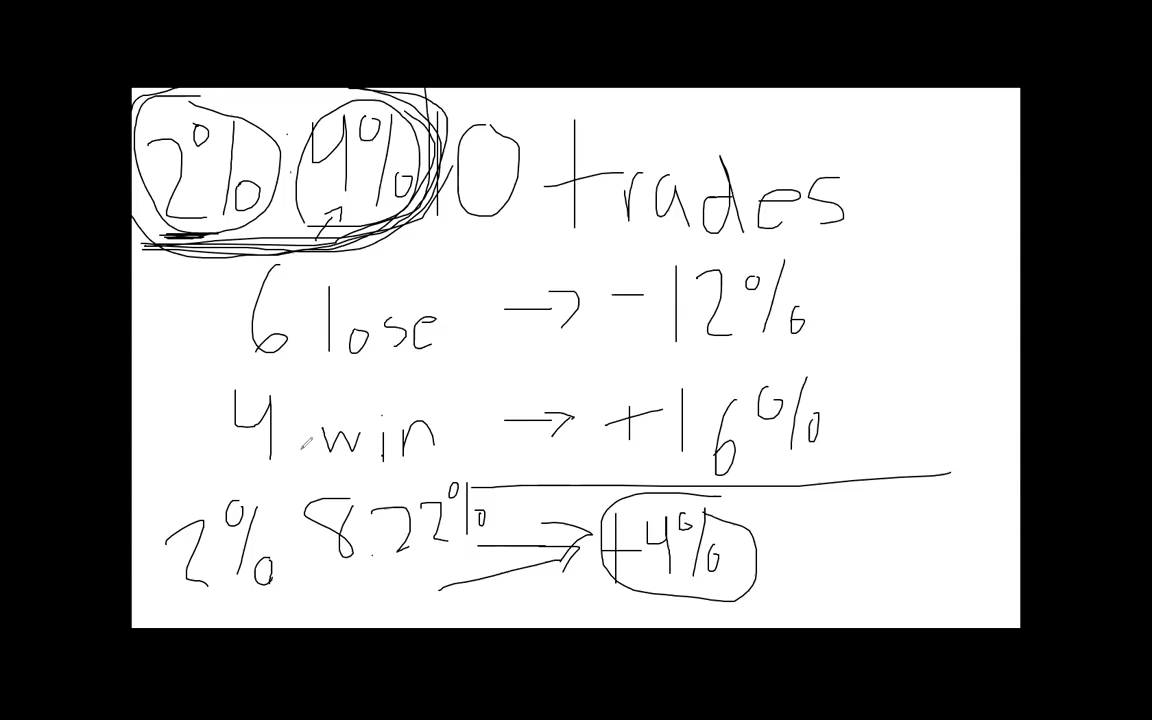 2% 4% 10 trades
6 lose → -12%
4 win → +16%
2% 8.22% → +4%